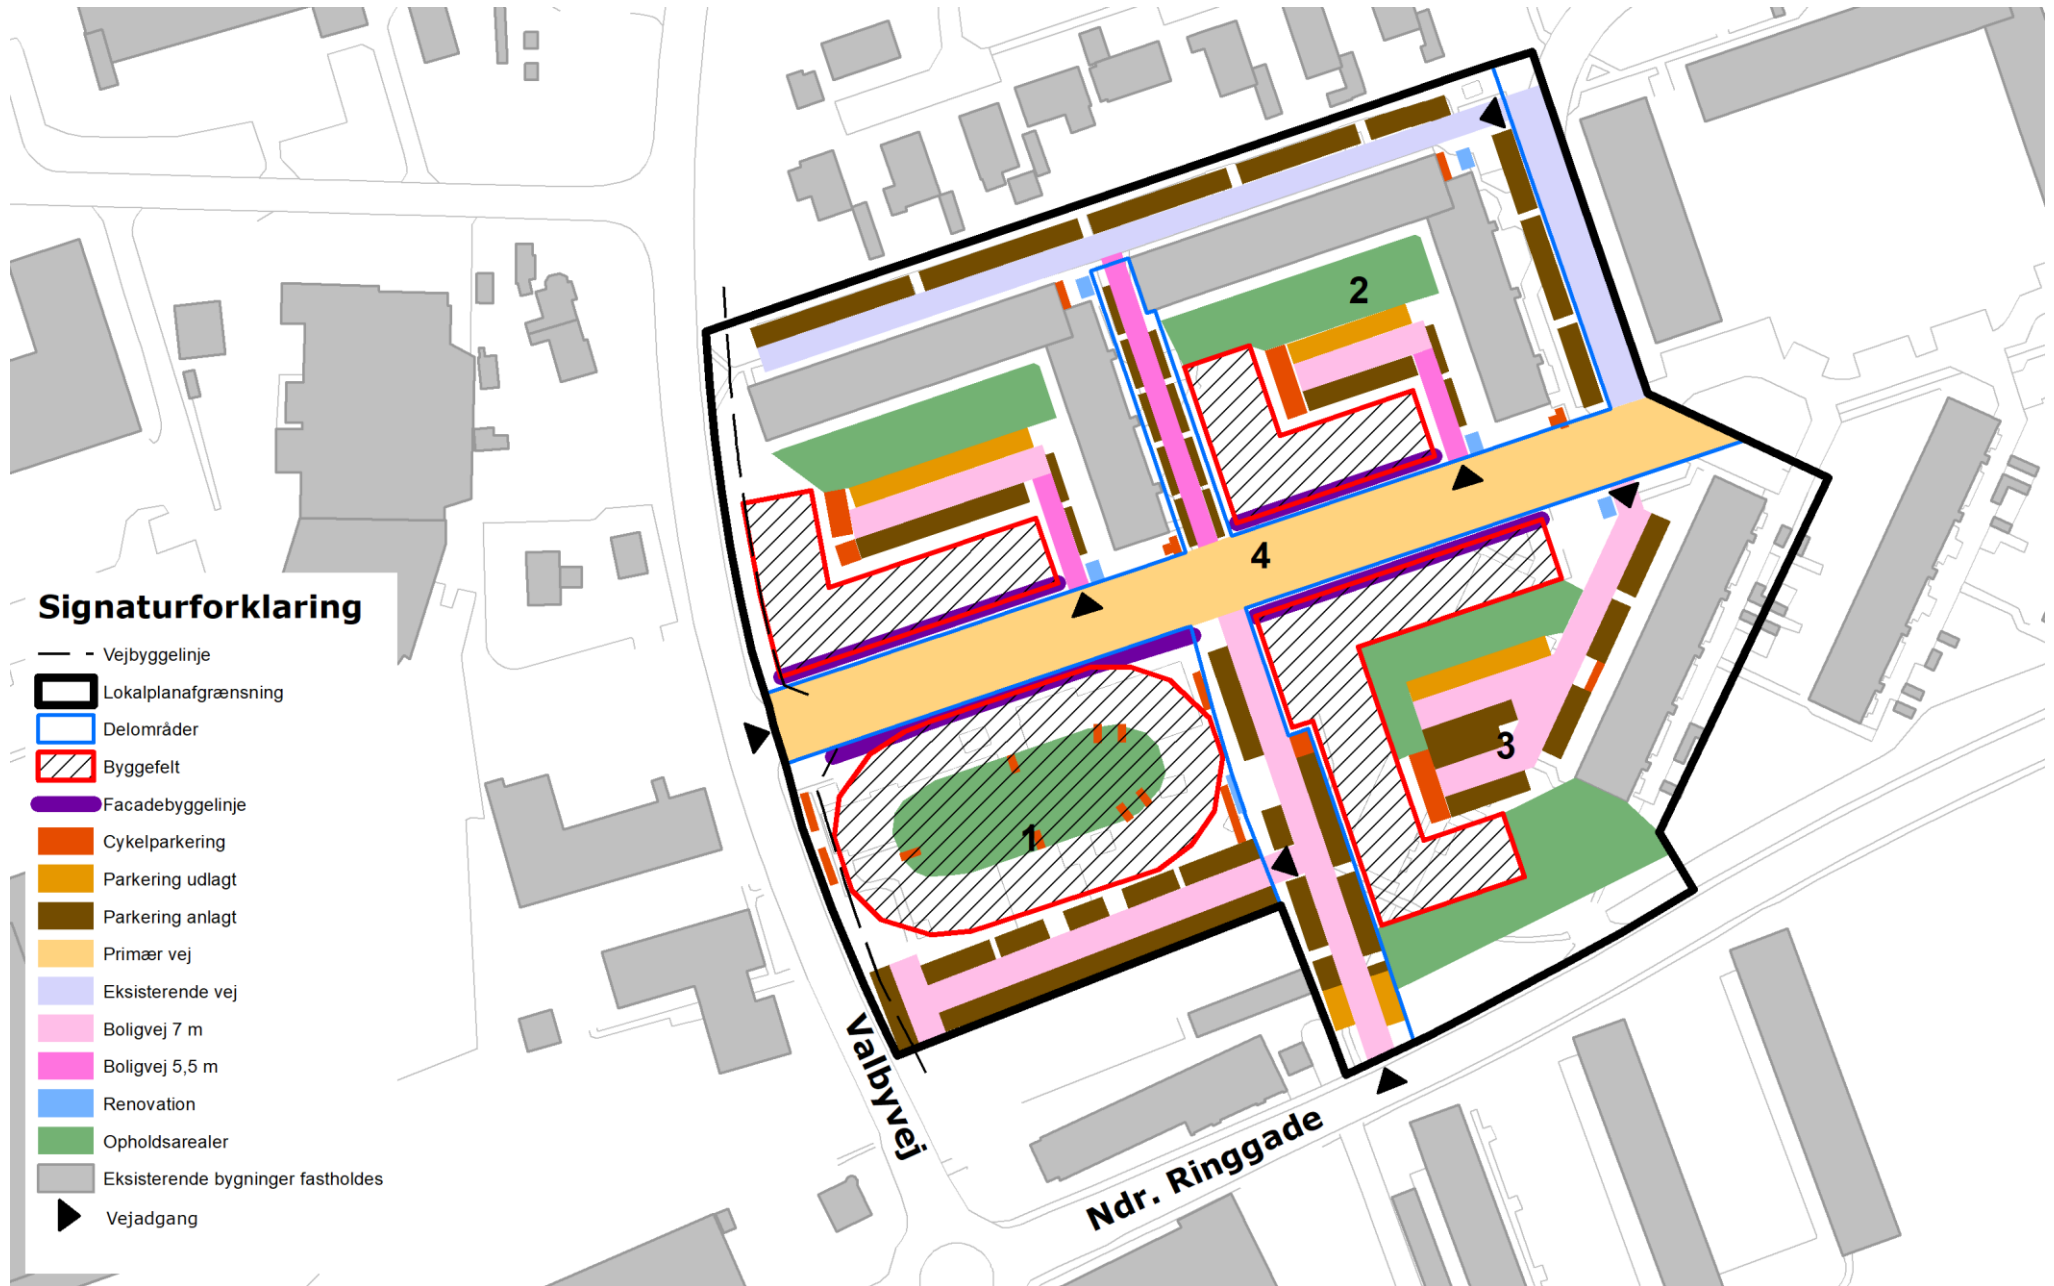 2
4
3
1
Signaturforklaring
Vejbyggelinje
Lokalplanafgrænsning
Delområder
Byggefelt
Facadebyggelinje
Cykelparkering
Parkering udlagt
Parkering anlagt
Primær vej
Eksisterende vej
Boligvej 7 m
Boligvej 5,5 m
Renovation
Opholdsarealer
Eksisterende bygninger fastholdes
Vejadgang
Valbyvej
Ndr. Ringgade